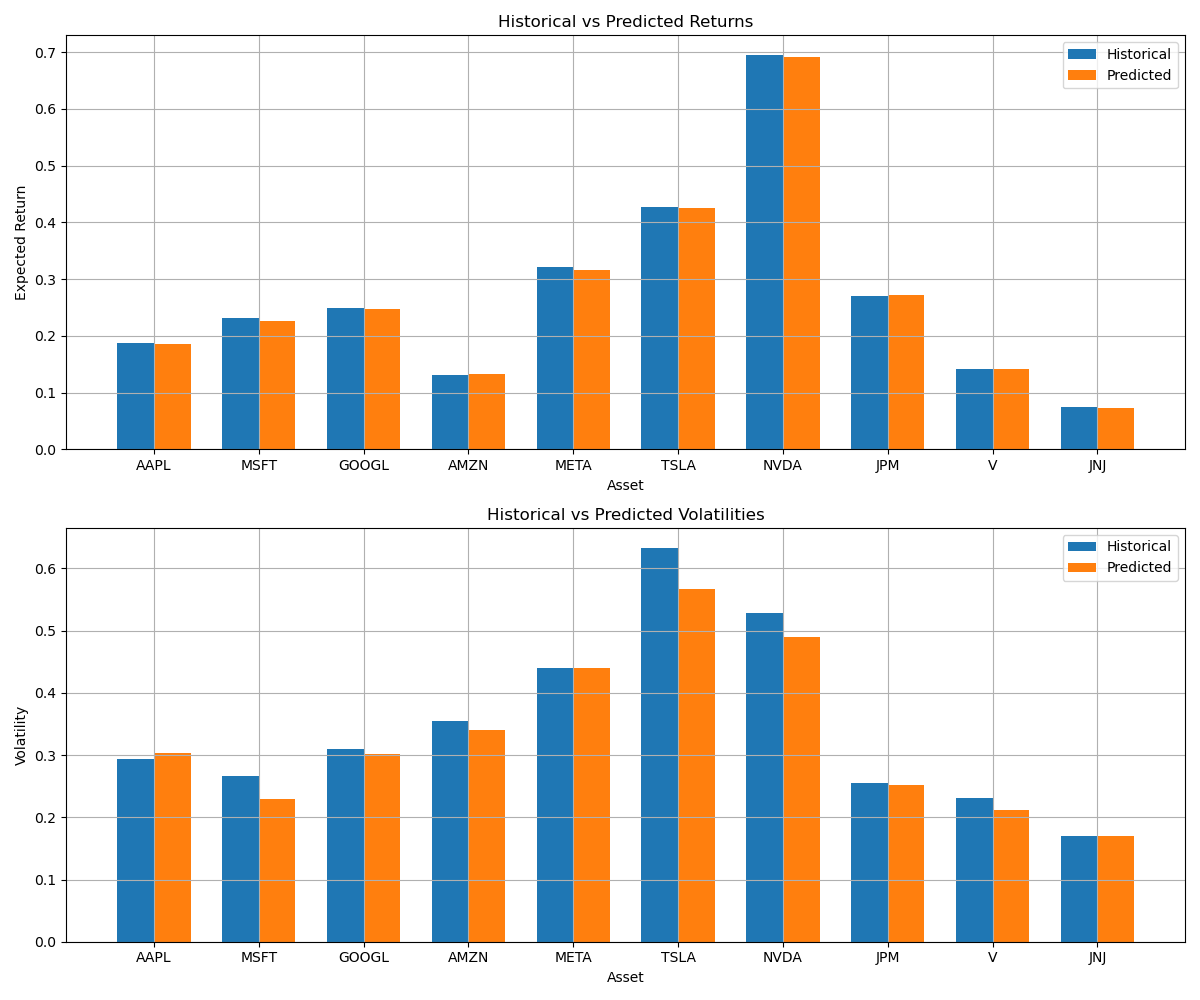 Historical vs Predicted Returns
Historical
Predicted
Expected Return
0.7
0.6
0.5
0.4
0.3
0.2
0.1
0.0
AAPL MSFT GOOGL AMZN META TSLA NVDA JPM V JNJ
Asset
Historical vs Predicted Volatilities
Historical
Predicted
Volatility
0.6
0.5
0.4
0.3
0.2
0.1
0.0
AAPL MSFT GOOGL AMZN META TSLA NVDA JPM V JNJ
Asset